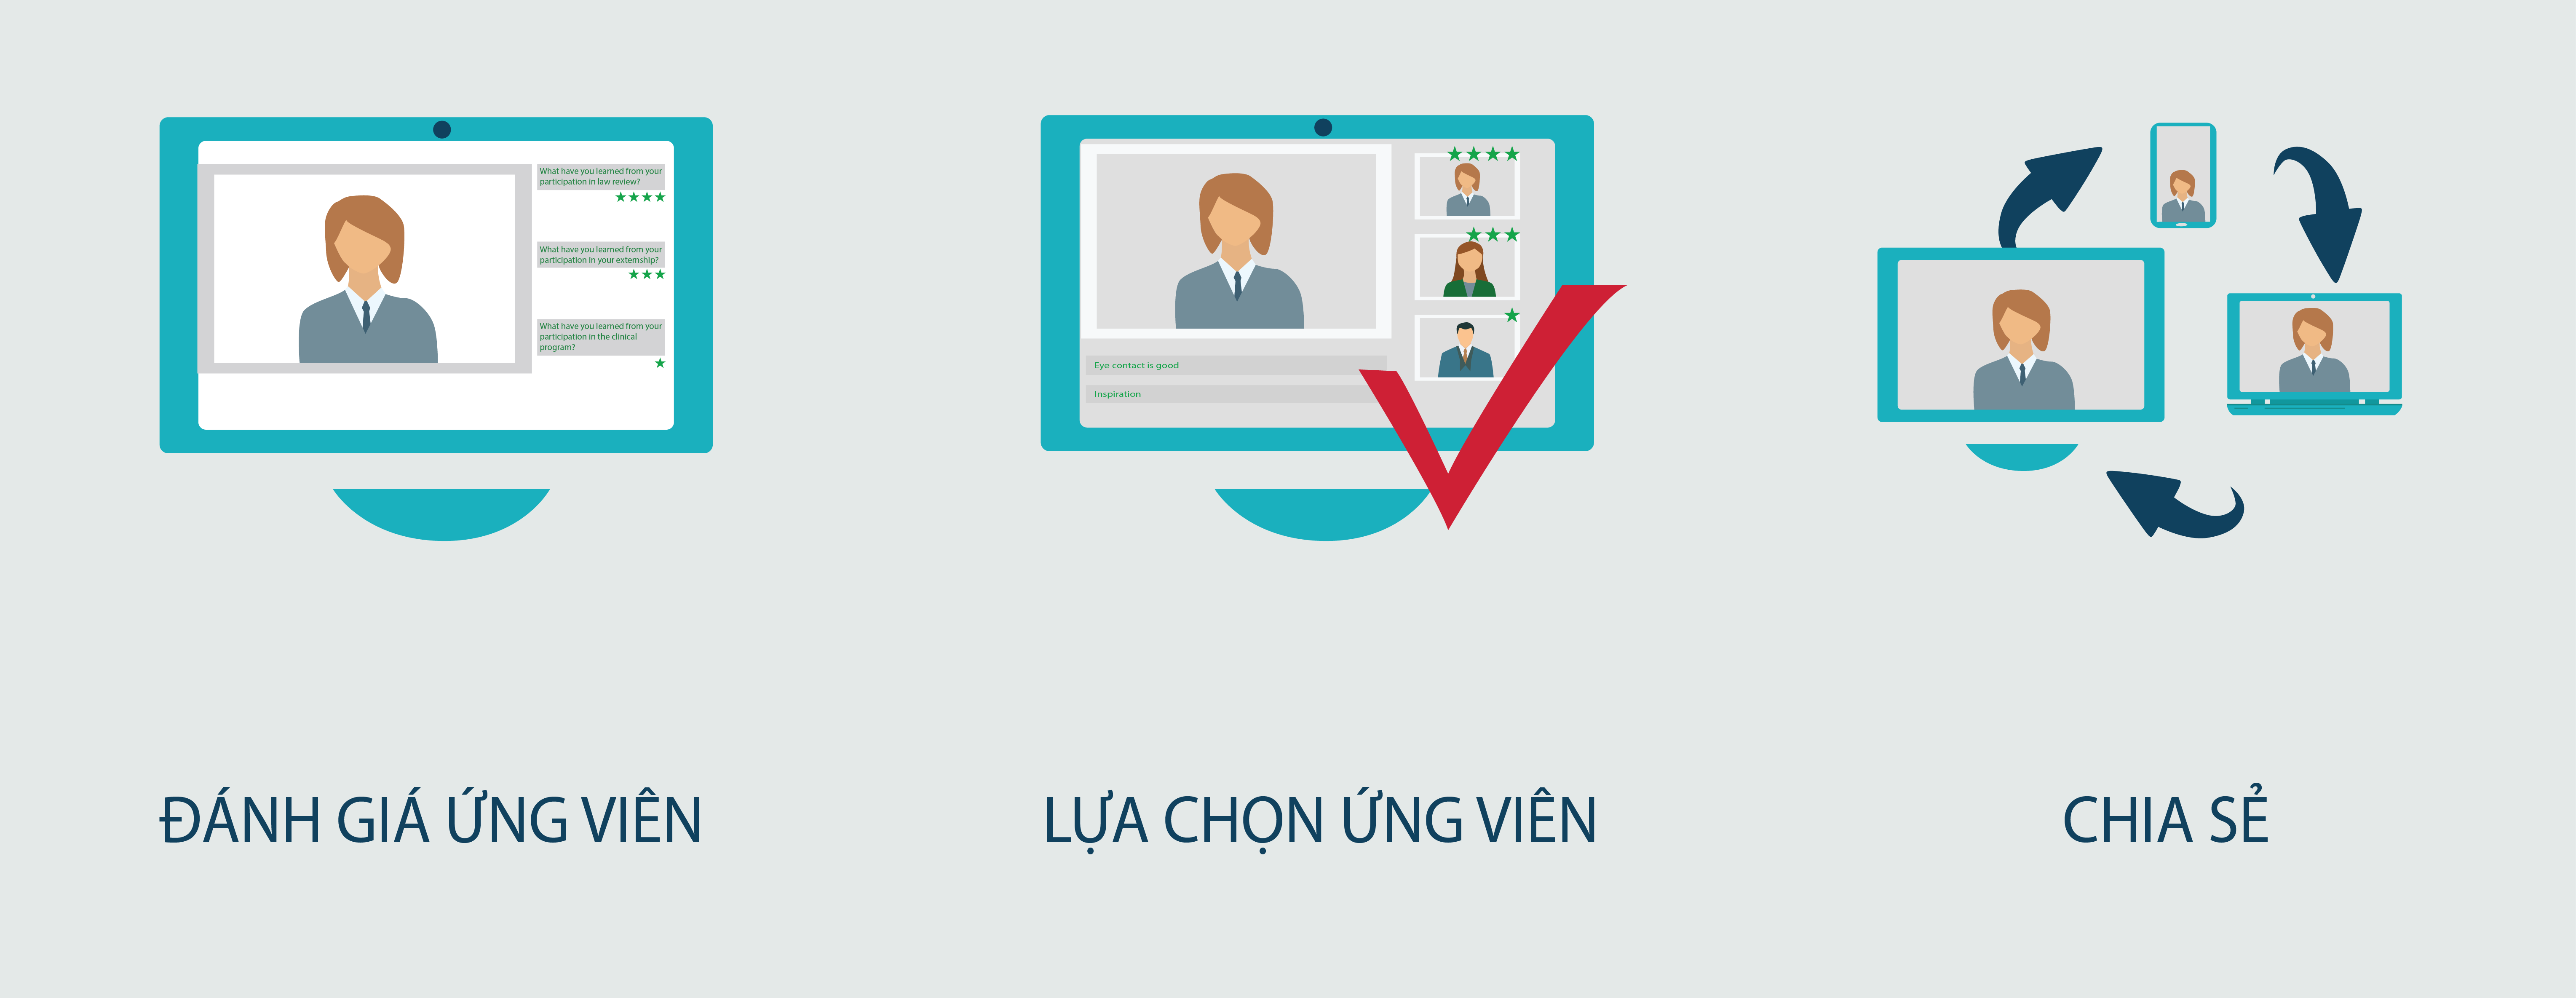 What have you learned from your
participation in law review?
What have you learned from your
participation in your externship?
What have you learned from your
participation in the clinical
program?
Eye contact is good
Inspiration
ĐÁNH GIÁ ỨNG VIÊN
LỰA CHỌN ỨNG VIÊN
CHIA SẺ